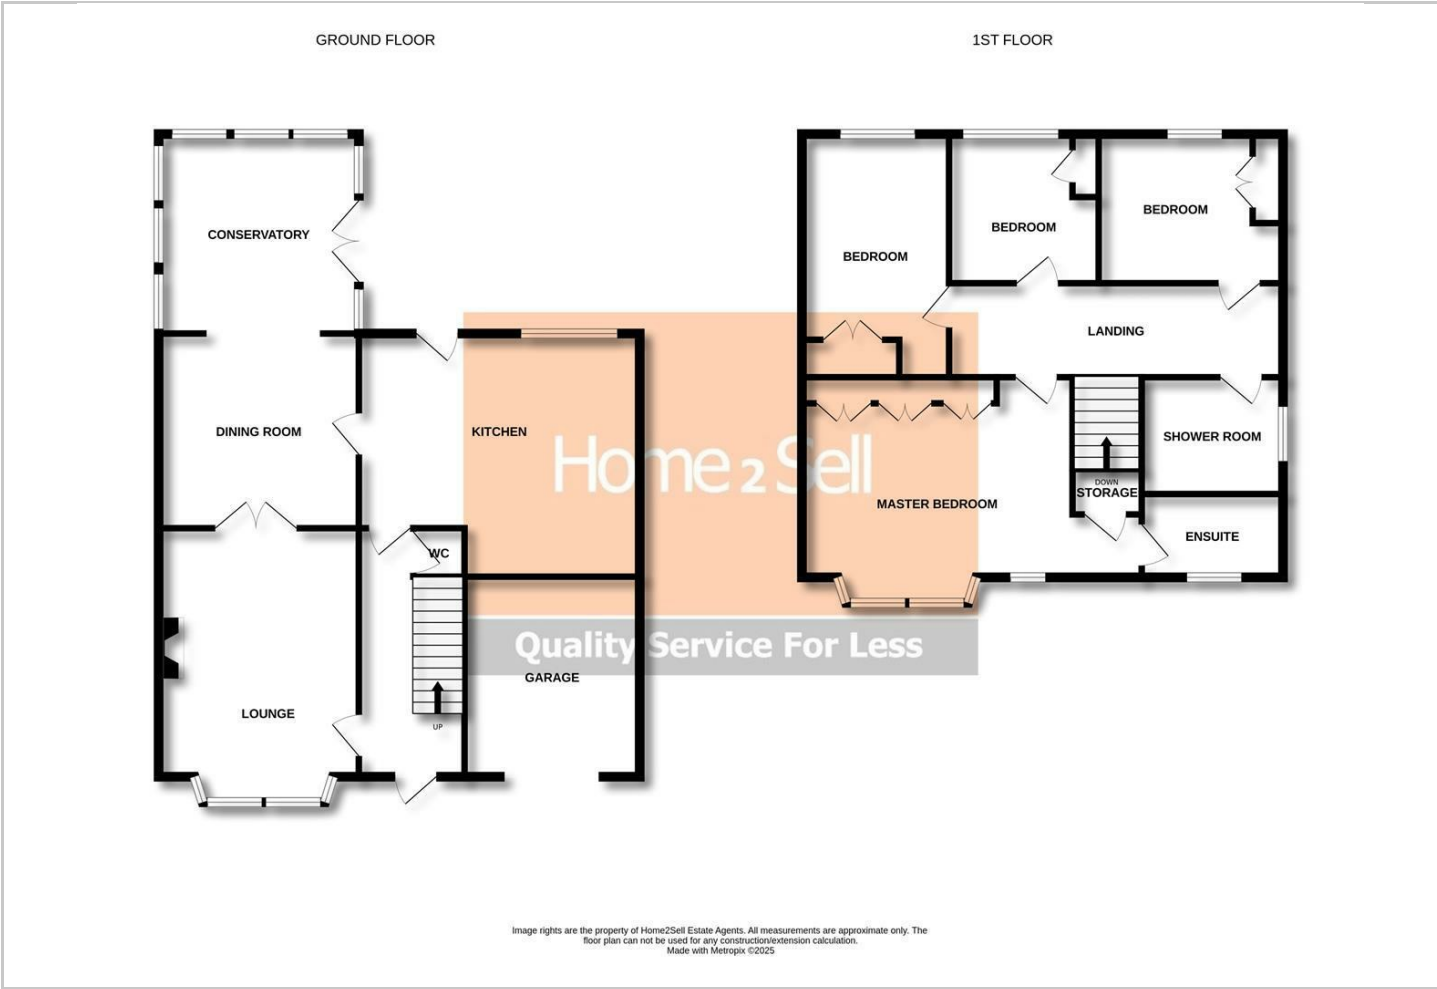 GROUND FLOOR
1ST FLOOR
CONSERVATORY
DINING ROOM
KITCHEN
WC
LOUNGE
UP
GARAGE
BEDROOM
BEDROOM
BEDROOM
LANDING
MASTER BEDROOM
DOWN
STORAGE
SHOWER ROOM
ENSUITE
Home2Sell
Quality Service For Less
Image rights are the property of Home2Sell Estate Agents. All measurements are approximate only. The
floor plan can not be used for any construction/extension calculation.
Made with Metropix ©2025